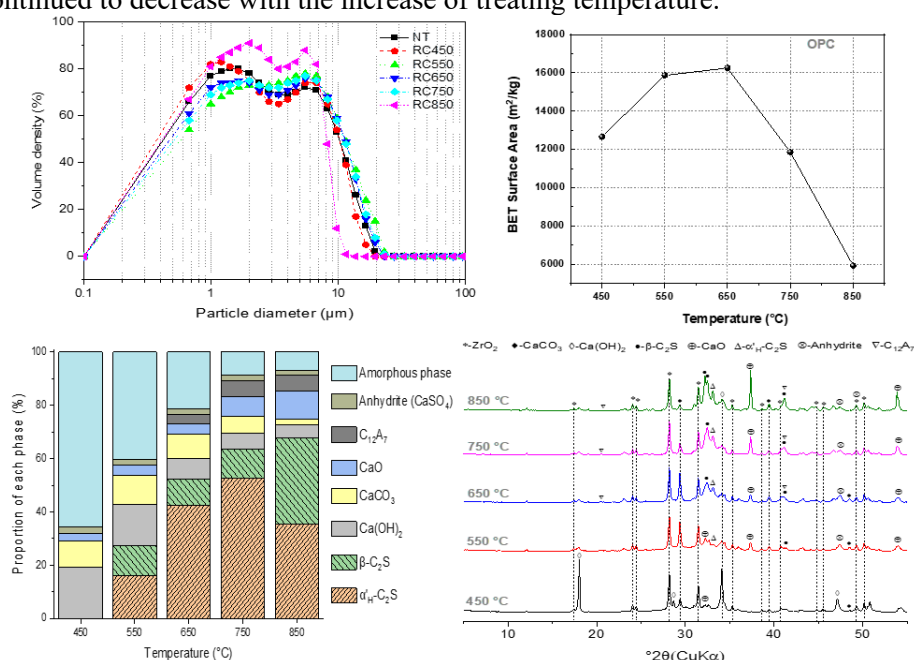 ontinued to decrease with the increase of treating temperature.
100
80
60
40
20
0
Volume density (%)
0.1 1 10 100
Particle diameter (µm)
NT
RC450
RC550
RC650
RC750
RC850
18000
16000
14000
12000
10000
8000
6000
BET Surface Area (m²/kg)
OPC
450 550 650 750 850
Temperature (°C)
100
80
60
40
20
0
Proportion of each phase (%)
450 550 650 750 850
Temperature (°C)
Amorphous phase
Anhydrite (CaSO₄)
C₁₂A₇
CaO
CaCO₃
Ca(OH)₂
β-C₂S
α'H-C₂S
+-ZrO₂ ◆-CaCO₃ ◊-Ca(OH)₂ •-β-C₂S ⊕-CaO Δ-α'H-C₂S ⊗-Anhydrite ∇-C₁₂A₇
850 °C
750 °C
650 °C
550 °C
450 °C
10 20 30 40 50
°2θ(CuKα)